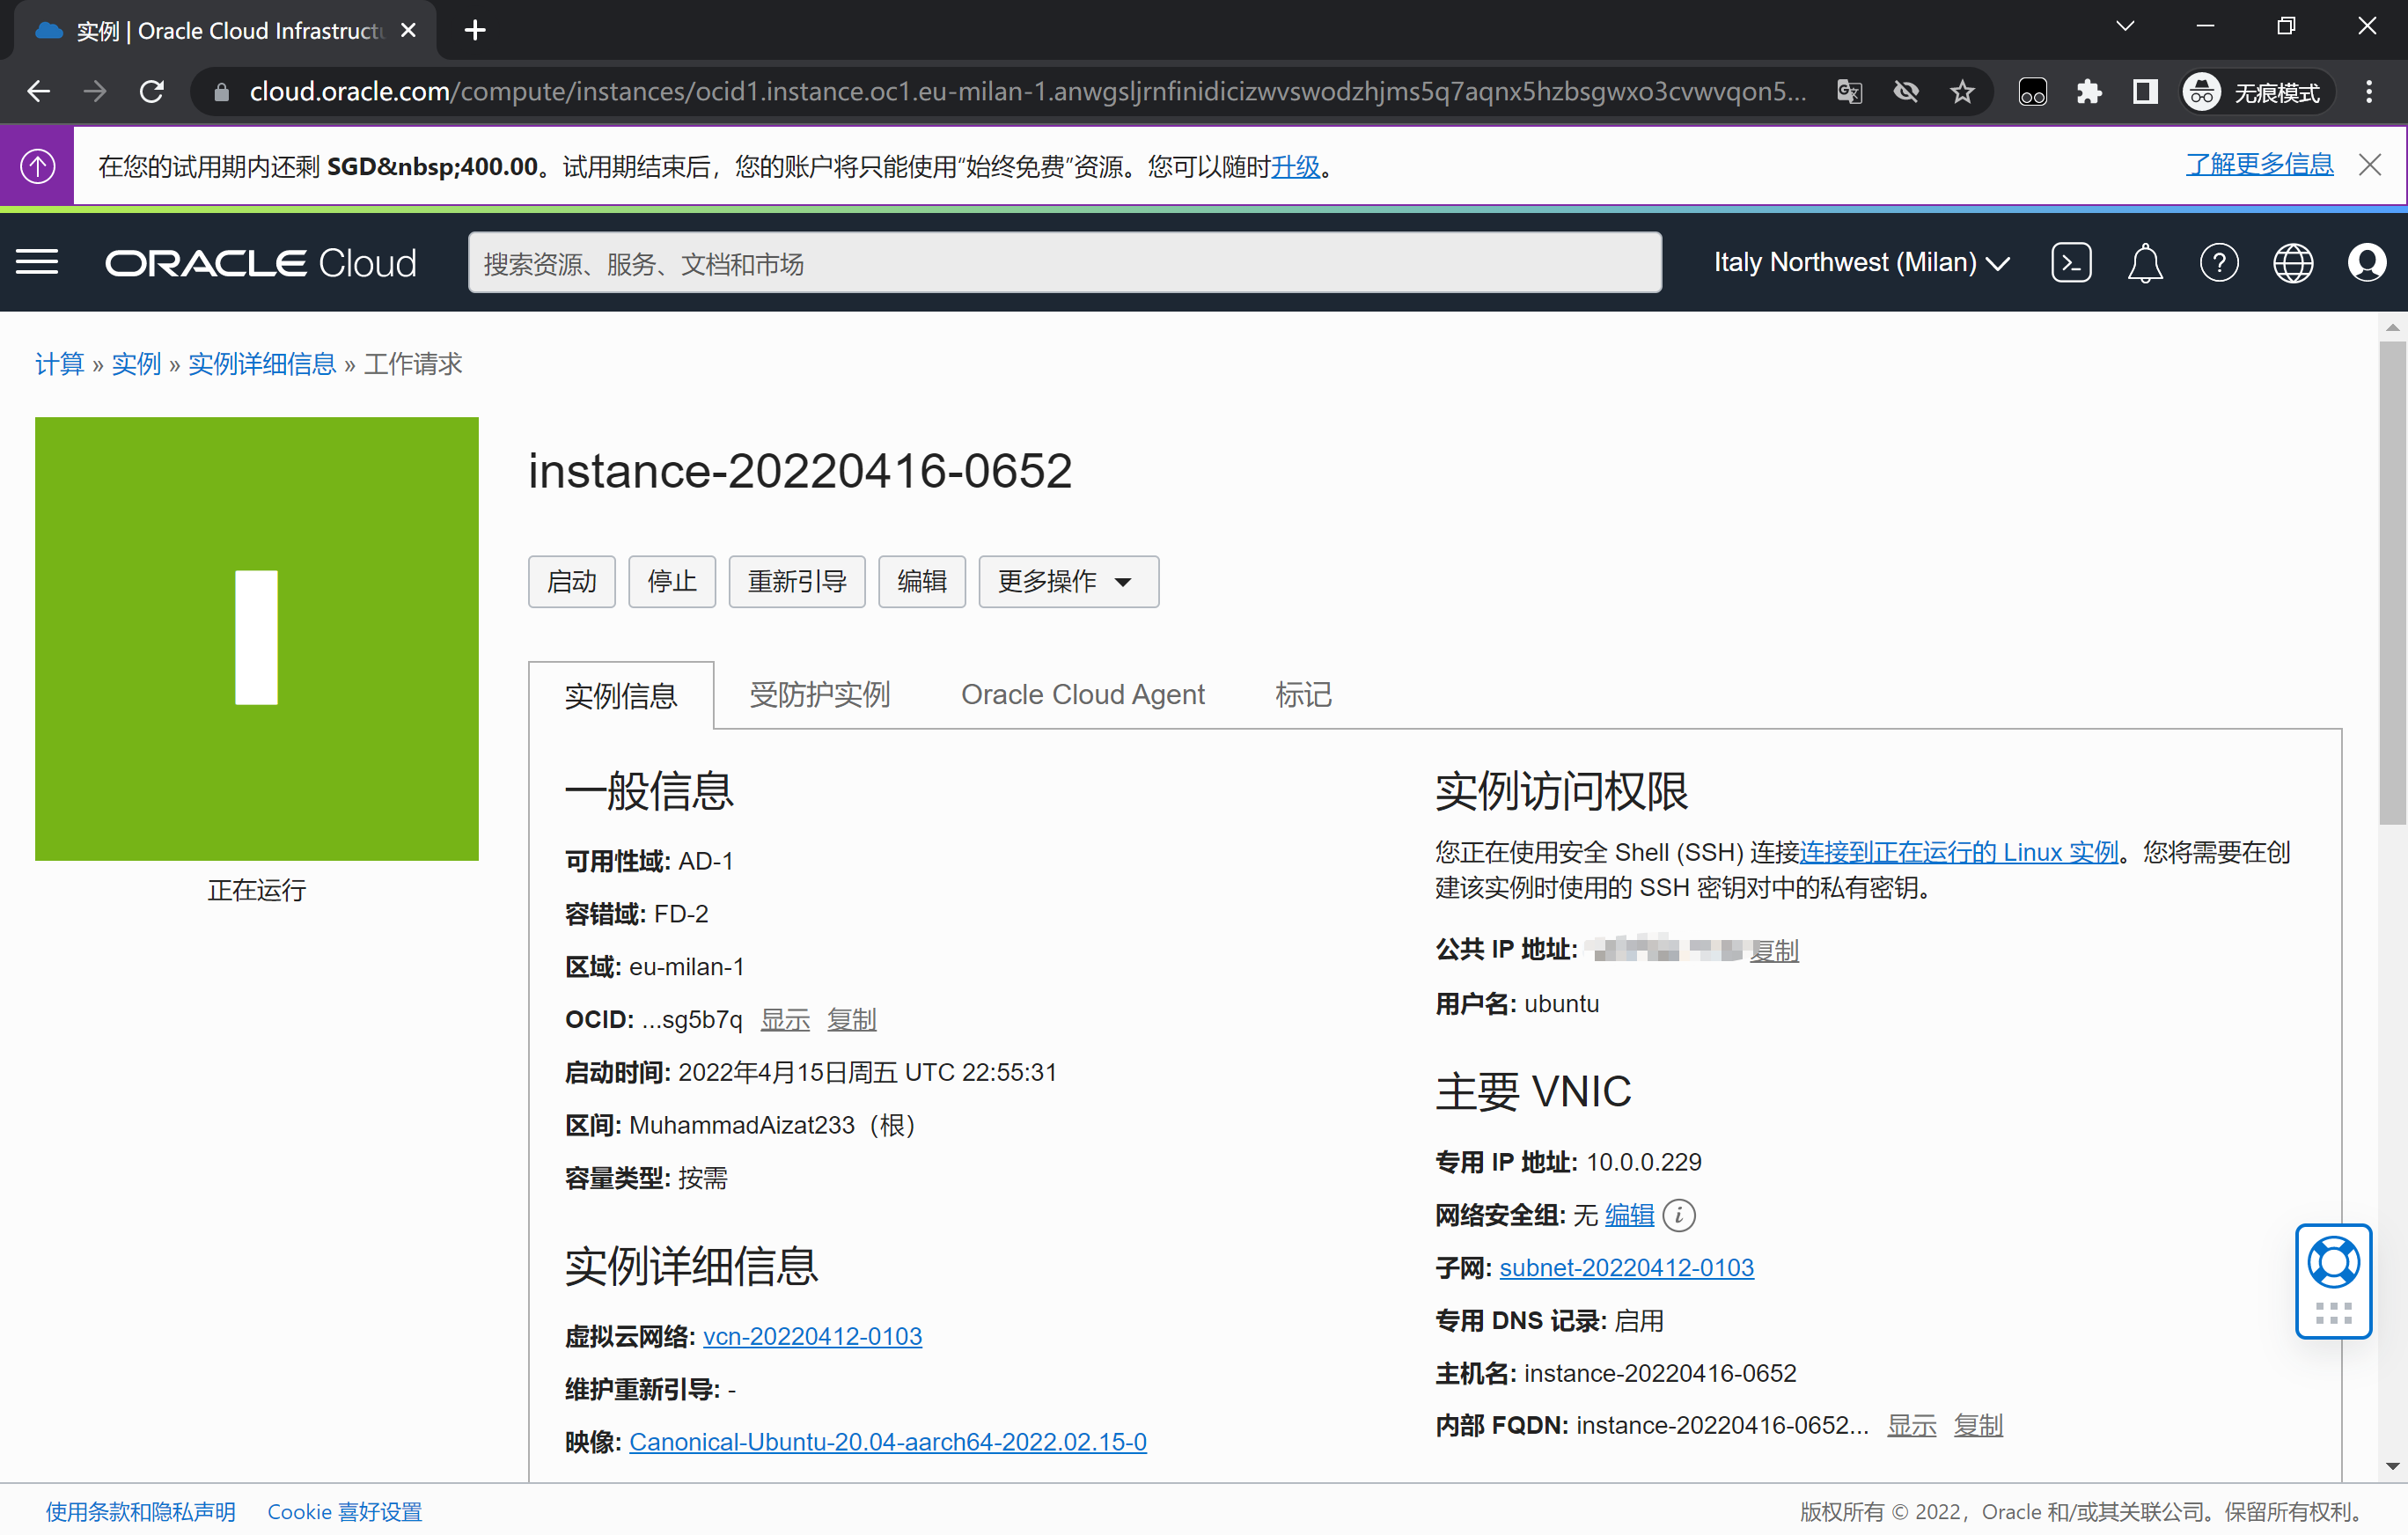 实例 | Oracle Cloud Infrastructu
cloud.oracle.com/compute/instances/ocid1.instance.oc1.eu-milan-1.anwgsljrnfinidicizwvswodzhjms5q7aqnx5hzbsgwxo3cvwvqon5...
无痕模式
在您的试用期内还剩 SGD&nbsp;400.00。试用期结束后，您的账户将只能使用“始终免费”资源。您可以随时升级。
了解更多信息
ORACLE Cloud
搜索资源、服务、文档和市场
Italy Northwest (Milan)
计算 » 实例 » 实例详细信息 » 工作请求
正在运行
instance-20220416-0652
启动 停止 重新引导 编辑 更多操作
实例信息 受防护实例 Oracle Cloud Agent 标记
一般信息
可用性域: AD-1
容错域: FD-2
区域: eu-milan-1
OCID: ...sg5b7q 显示 复制
启动时间: 2022年4月15日周五 UTC 22:55:31
区间: MuhammadAizat233（根）
容量类型: 按需
实例详细信息
虚拟云网络: vcn-20220412-0103
维护重新引导: -
映像: Canonical-Ubuntu-20.04-aarch64-2022.02.15-0
实例访问权限
您正在使用安全 Shell (SSH) 连接连接到正在运行的 Linux 实例。您将需要在创
建该实例时使用的 SSH 密钥对中的私有密钥。
公共 IP 地址: 复制
用户名: ubuntu
主要 VNIC
专用 IP 地址: 10.0.0.229
网络安全组: 无 编辑
子网: subnet-20220412-0103
专用 DNS 记录: 启用
主机名: instance-20220416-0652
内部 FQDN: instance-20220416-0652... 显示 复制
使用条款和隐私声明 Cookie 喜好设置
版权所有 © 2022，Oracle 和/或其关联公司。保留所有权利。